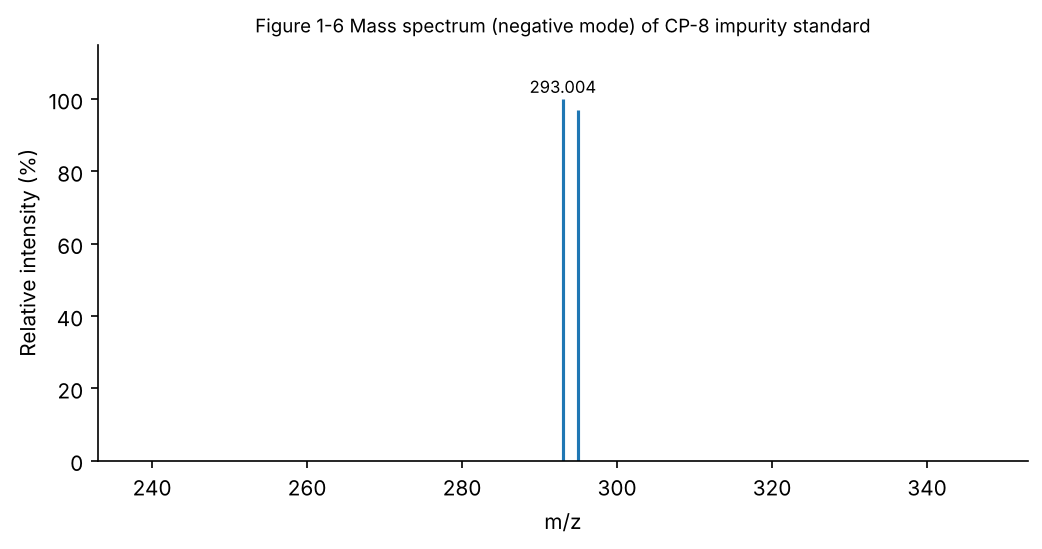 Figure 1-6 Mass spectrum (negative mode) of CP-8 impurity standard
293.004
100
80
60
40
20
0
Relative intensity (%)
240 260 280 300 320 340
m/z